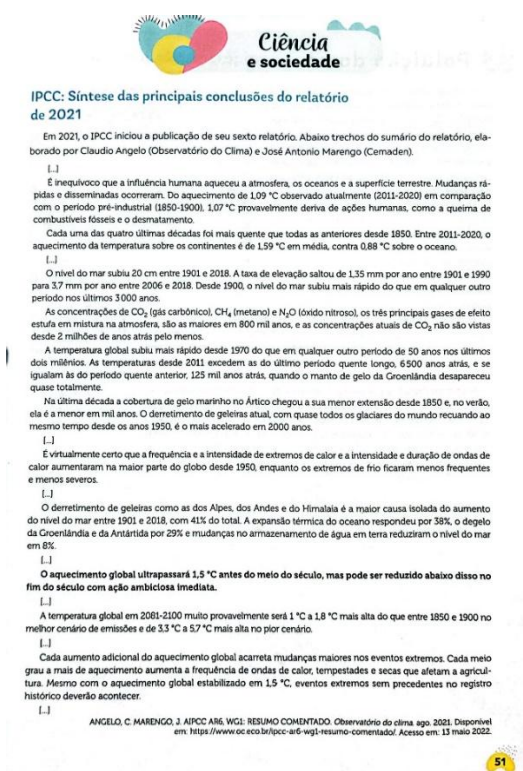 Ciência
e sociedade
IPCC: Síntese das principais conclusões do relatório
de 2021
Em 2021, o IPCC iniciou a publicação de seu sexto relatório. Abaixo trechos do sumário do relatório, ela-
borado por Claudio Angelo (Observatório do Clima) e José Antonio Marengo (Cemaden).
[...]
É inequívoco que a influência humana aqueceu a atmosfera, os oceanos e a superfície terrestre. Mudanças rá-
pidas e disseminadas ocorreram. Do aquecimento de 1,09 °C observado atualmente (2011-2020) em comparação
com o período pré-industrial (1850-1900), 1,07 °C provavelmente deriva de ações humanas, como a queima de
combustíveis fósseis e o desmatamento.
Cada uma das quatro últimas décadas foi mais quente que todas as anteriores desde 1850. Entre 2011-2020, o
aquecimento da temperatura sobre os continentes é de 1,59 °C em média, contra 0,88 °C sobre o oceano.
[...]
O nível do mar subiu 20 cm entre 1901 e 2018. A taxa de elevação saltou de 1,35 mm por ano entre 1901 e 1990
para 3,7 mm por ano entre 2006 e 2018. Desde 1900, o nível do mar subiu mais rápido do que em qualquer outro
período nos últimos 3 000 anos.
As concentrações de CO₂ (gás carbônico), CH₄ (metano) e N₂O (óxido nitroso), os três principais gases de efeito
estufa em mistura na atmosfera, são as maiores em 800 mil anos, e as concentrações atuais de CO₂ não são vistas
desde 2 milhões de anos atrás pelo menos.
A temperatura global subiu mais rápido desde 1970 do que em qualquer outro período de 50 anos nos últimos
dois milênios. As temperaturas desde 2011 excedem as do último período quente longo, 6 500 anos atrás, e se
igualam às do período quente anterior, 125 mil anos atrás, quando o manto de gelo da Groenlândia desapareceu
quase totalmente.
Na última década a cobertura de gelo marinho no Ártico chegou a sua menor extensão desde 1850 e, no verão,
ela é a menor em mil anos. O derretimento de geleiras atual, com quase todos os glaciares do mundo recuando ao
mesmo tempo desde os anos 1950, é o mais acelerado em 2000 anos.
[...]
É virtualmente certo que a frequência e a intensidade de extremos de calor e a intensidade e duração de ondas de
calor aumentaram na maior parte do globo desde 1950, enquanto os extremos de frio ficaram menos frequentes
e menos severos.
[...]
O derretimento de geleiras como as dos Alpes, dos Andes e do Himalaia é a maior causa isolada do aumento
do nível do mar entre 1901 e 2018, com 41% do total. A expansão térmica do oceano respondeu por 38%, o degelo
da Groenlândia e da Antártida por 29% e mudanças no armazenamento de água em terra reduziram o nível do mar
em 8%.
[...]
O aquecimento global ultrapassará 1,5 °C antes do meio do século, mas pode ser reduzido abaixo disso no
fim do século com ação ambiciosa imediata.
[...]
A temperatura global em 2081-2100 muito provavelmente será 1 °C a 1,8 °C mais alta do que entre 1850 e 1900 no
melhor cenário de emissões e de 3,3 °C a 5,7 °C mais alta no pior cenário.
[...]
Cada aumento adicional do aquecimento global acarreta mudanças maiores nos eventos extremos. Cada meio
grau a mais de aquecimento aumenta a frequência de ondas de calor, tempestades e secas que afetam a agricul-
tura. Mesmo com o aquecimento global estabilizado em 1,5 °C, eventos extremos sem precedentes no registro
histórico deverão acontecer.
[...]
ANGELO, C. MARENGO, J. AIPCC AR6, WG1: RESUMO COMENTADO. Observatório do clima, ago. 2021. Disponível
em: https://www.oc.eco.br/ipcc-ar6-wg1-resumo-comentado/. Acesso em: 13 maio 2022.
51